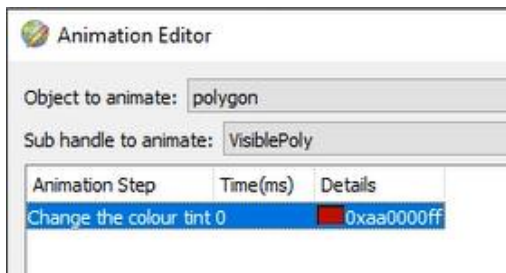 Animation Editor
Object to animate: polygon
Sub handle to animate: VisiblePoly
Animation Step Time(ms) Details
Change the colour tint 0 0xaa0000ff